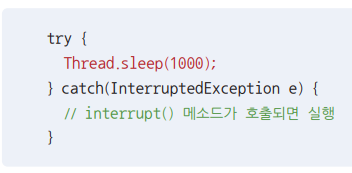 try {
Thread.sleep(1000);
} catch(InterruptedException e) {
// interrupt() 메소드가 호출되면 실행
}